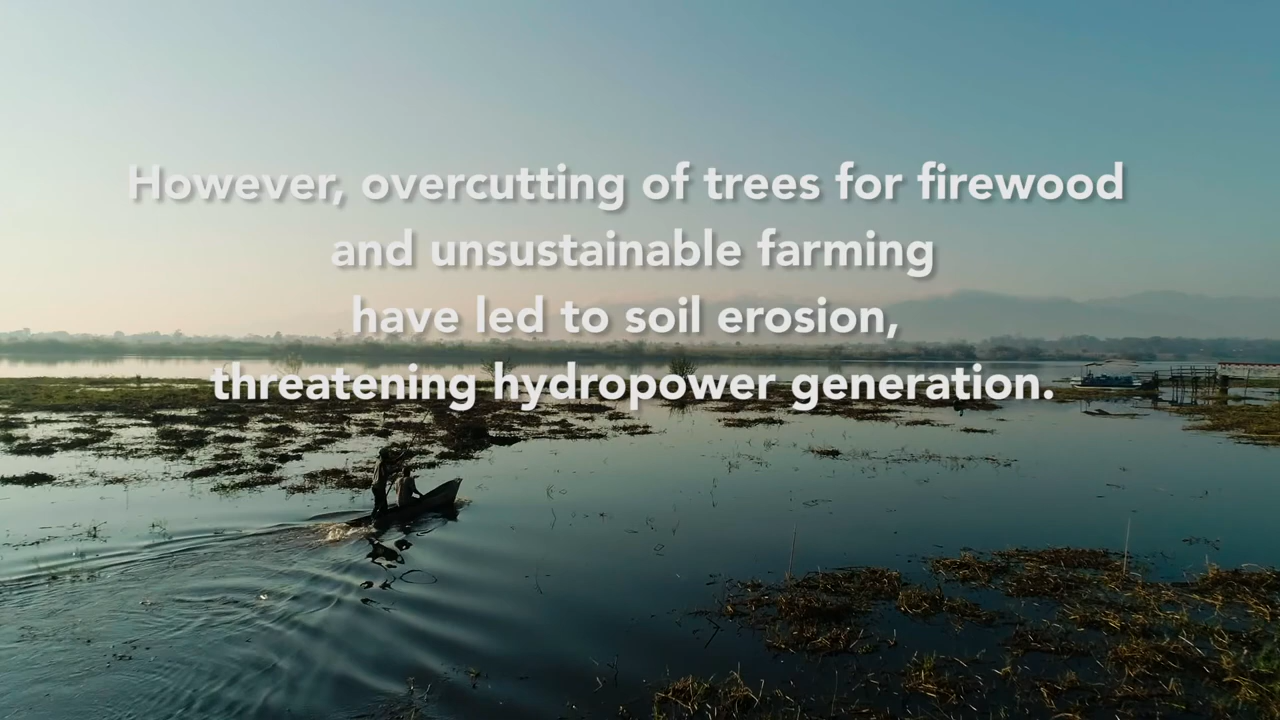 However, overcutting of trees for firewood
and unsustainable farming
have led to soil erosion,
threatening hydropower generation.